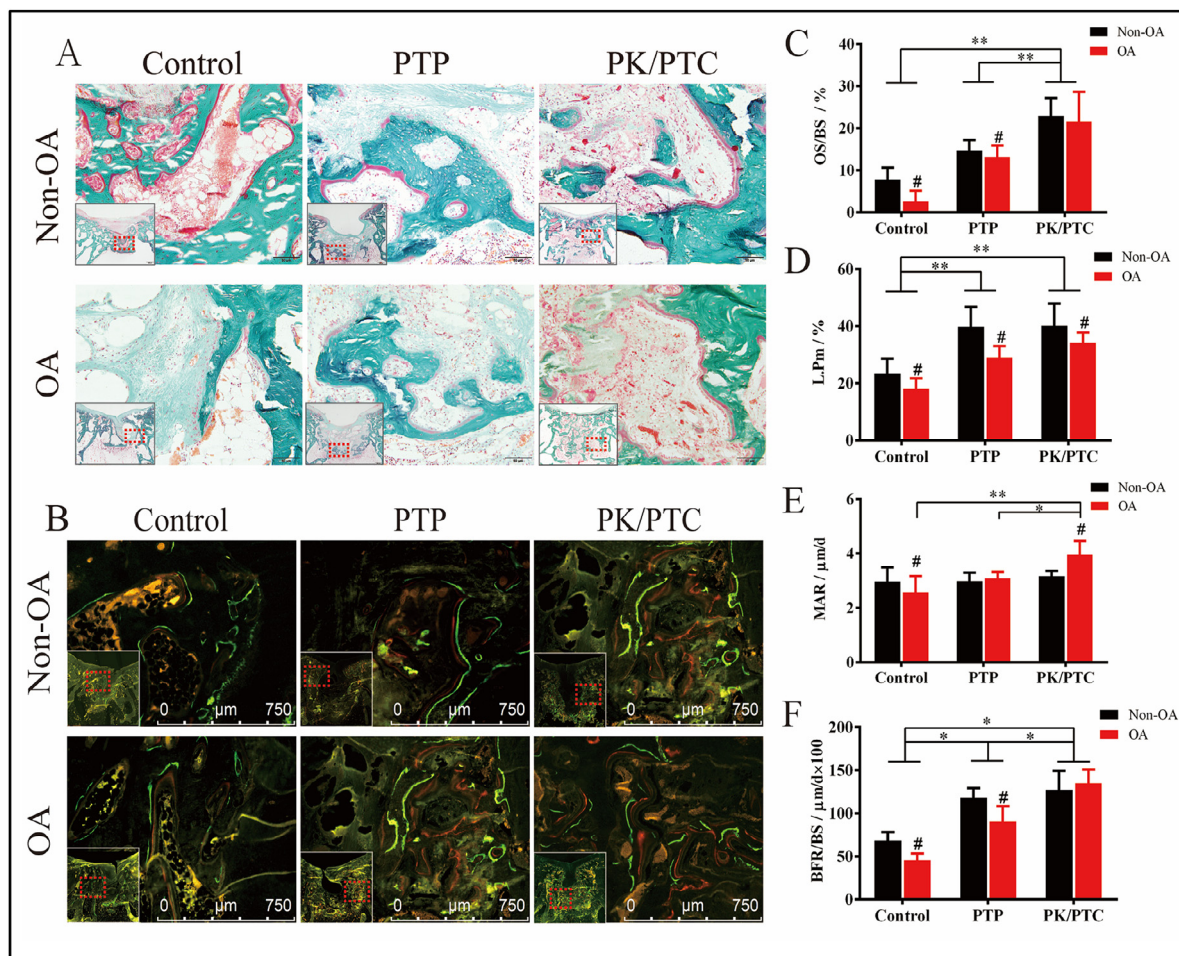 A
Control
PTP
PK/PTC
Non-OA
OA
B
Control
PTP
PK/PTC
Non-OA
0 µm 750
0 µm 750
0 µm 750
OA
0 µm 750
0 µm 750
0 µm 750
C
Non-OA
OA
**
**
OS/BS / %
40
30
20
10
0
#
#
Control PTP PK/PTC
D
Non-OA
OA
**
**
L.Pm / %
60
40
20
0
#
#
#
Control PTP PK/PTC
E
Non-OA
OA
**
*
MAR / µm/d
6
4
2
0
#
#
Control PTP PK/PTC
F
Non-OA
OA
*
* *
BFR/BS / µm/d×100
200
150
100
50
0
#
#
Control PTP PK/PTC